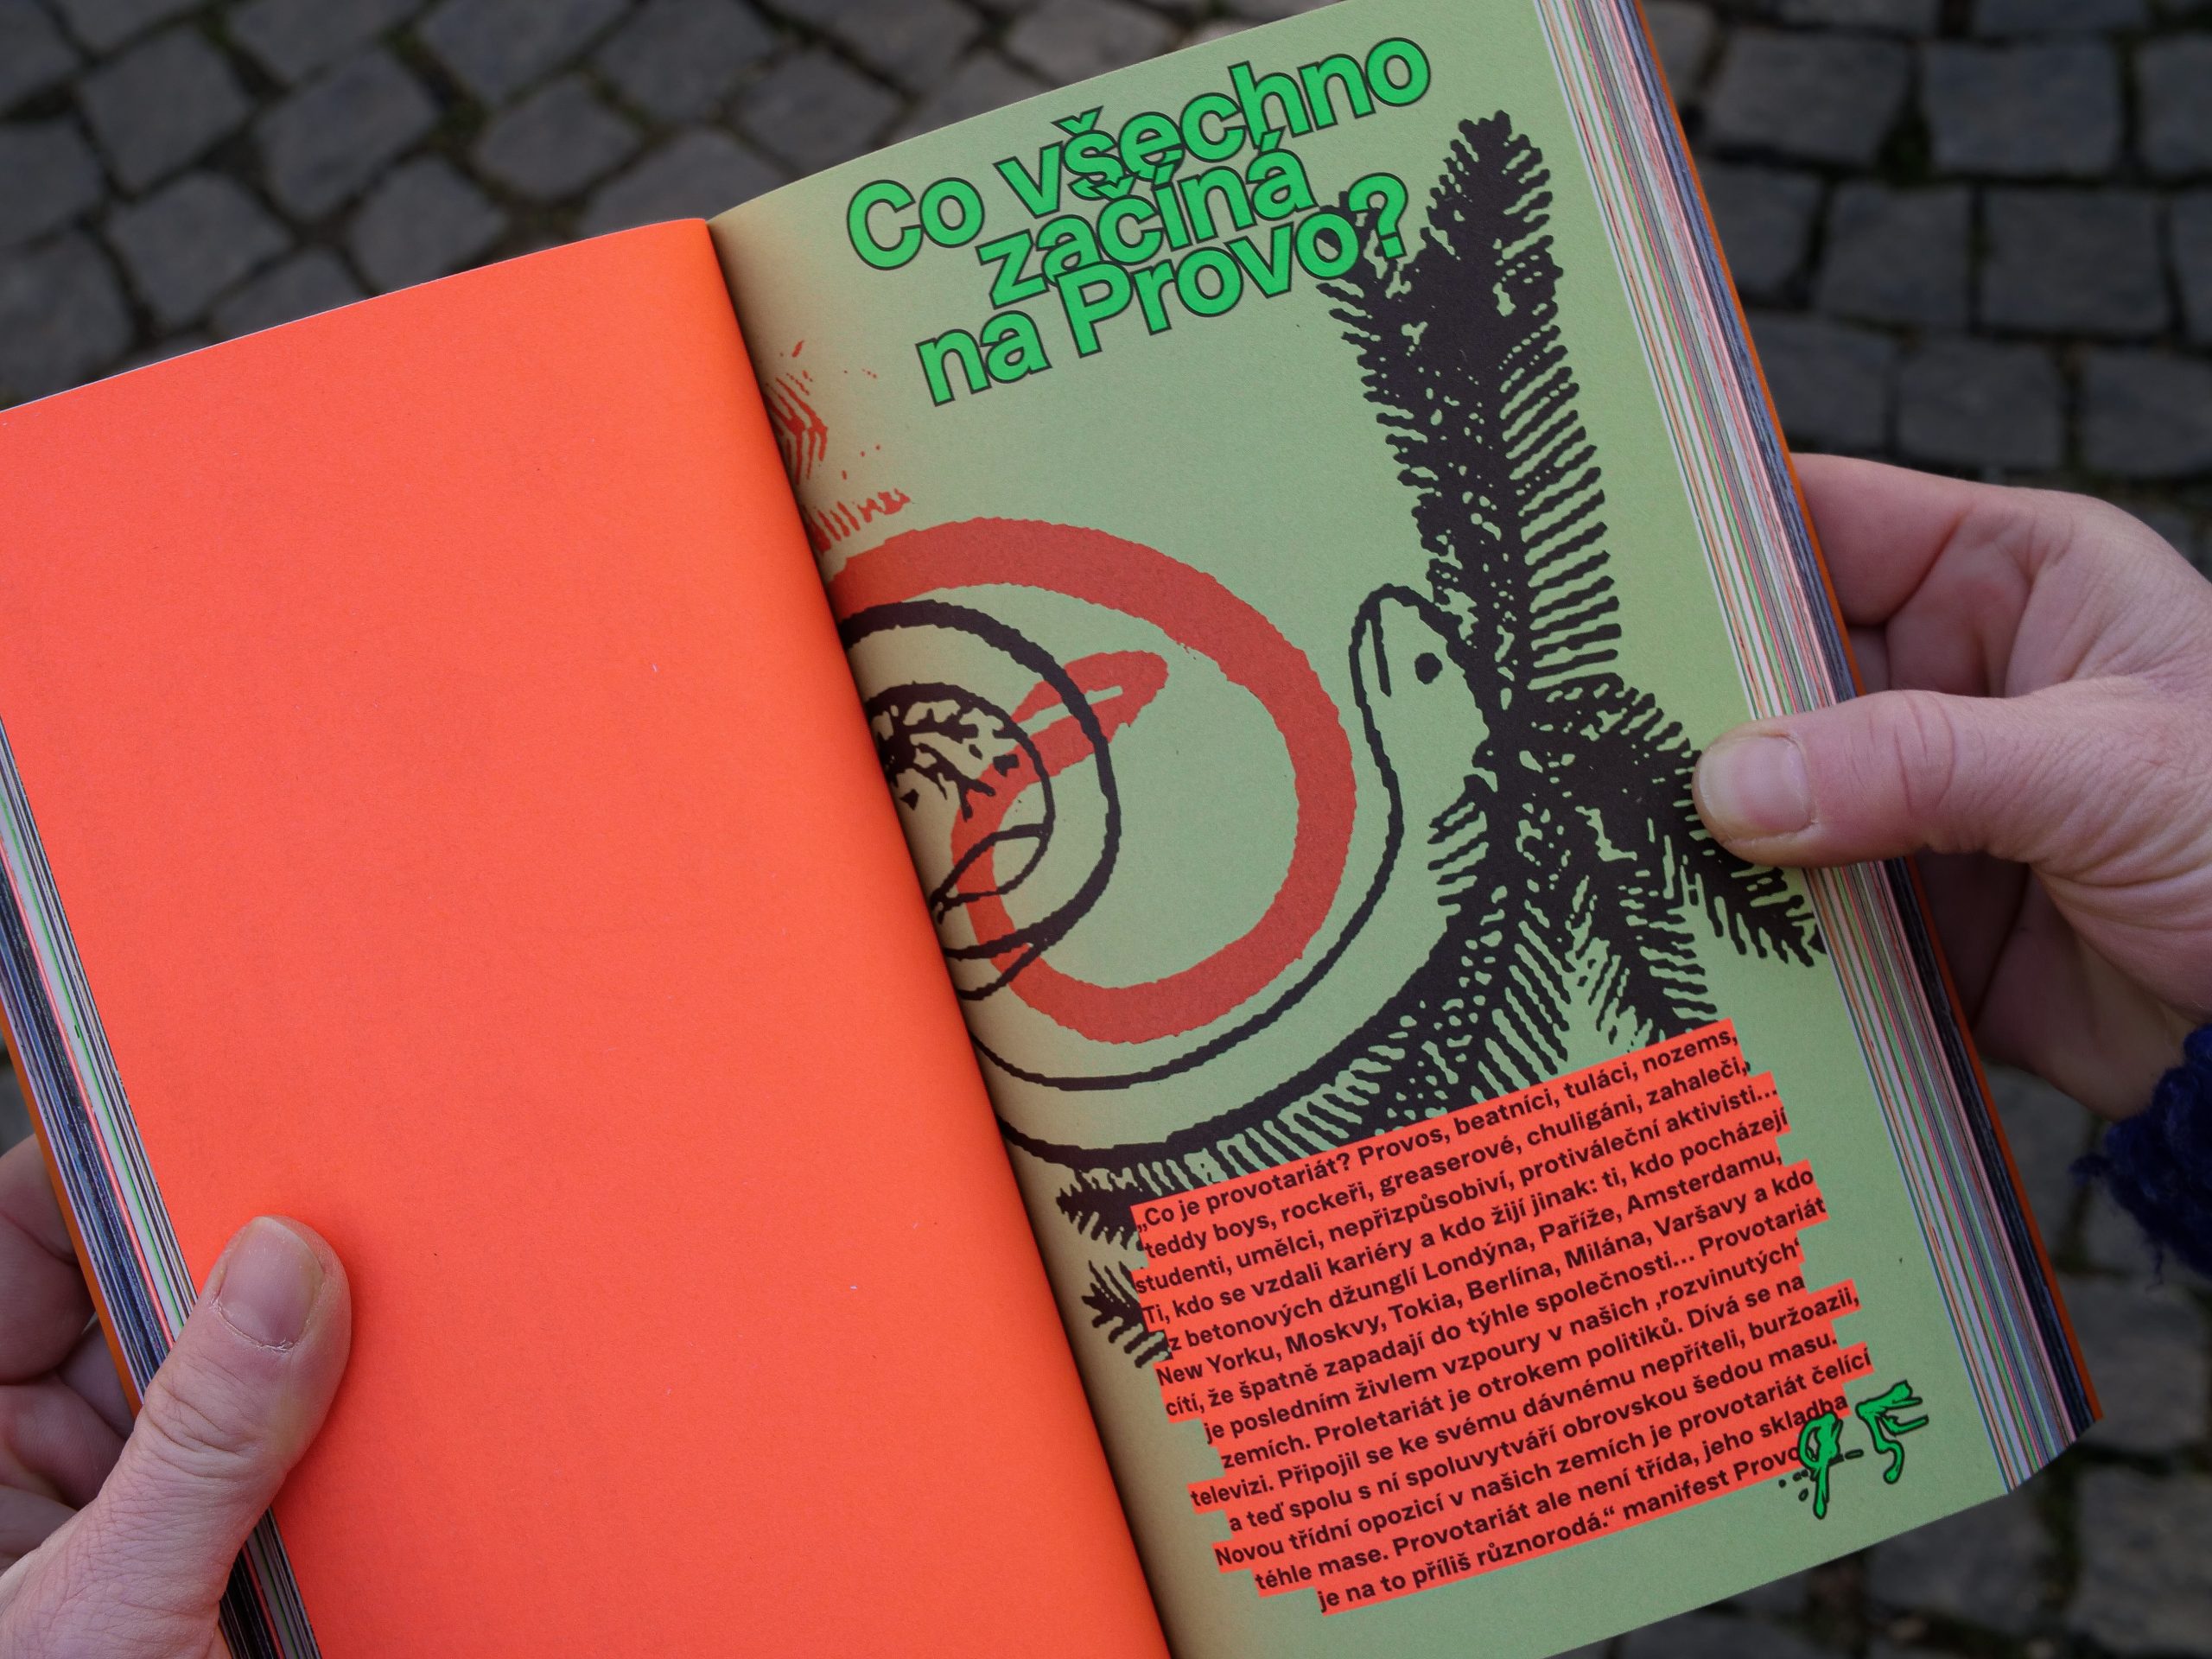 Co všechno
začíná
na Provo?
„Co je provotariát? Provos, beatníci, tuláci, nozems,
teddy boys, rockeři, greaserové, chuligáni, zahaleči,
studenti, umělci, nepřizpůsobiví, protiváleční aktivisti…
Ti, kdo se vzdali kariéry a kdo žijí jinak: ti, kdo pocházejí
z betonových džunglí Londýna, Paříže, Amsterdamu,
New Yorku, Moskvy, Tokia, Berlína, Milána, Varšavy a kdo
cítí, že špatně zapadají do týhle společnosti… Provotariát
je posledním živlem vzpoury v našich ‚rozvinutých‘
zemích. Proletariát je otrokem politiků. Dívá se na
televizi. Připojil se ke svému dávnému nepříteli, buržoazii,
a teď spolu s ní spoluvytváří obrovskou šedou masu.
Novou třídní opozicí v našich zemích je provotariát čelící
téhle mase. Provotariát ale není třída, jeho skladba
je na to příliš různorodá.“ manifest Provo
9-5